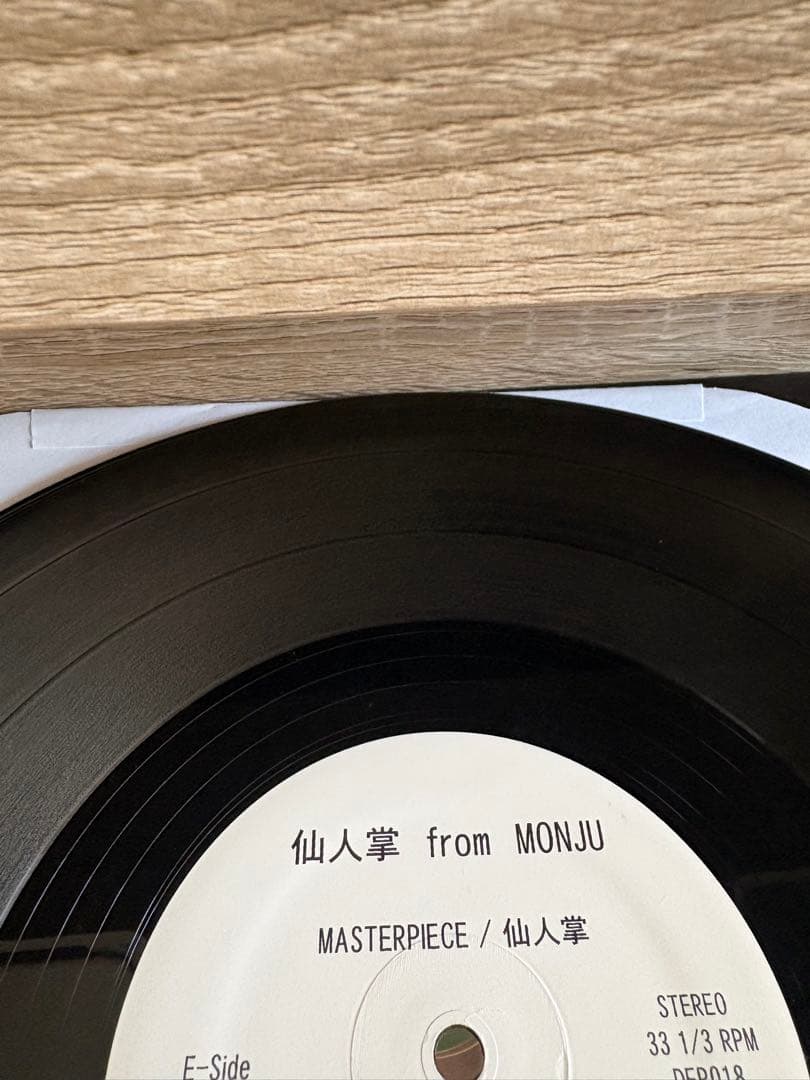 仙人掌 from MONJU
MASTERPIECE / 仙人掌
STEREO
33 1/3 RPM
E-Side